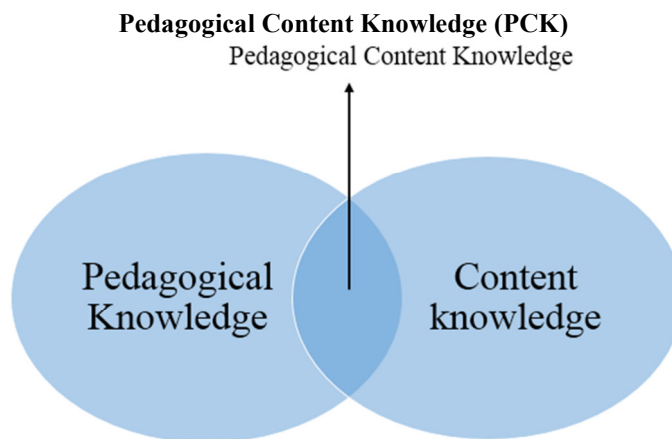 Pedagogical Content Knowledge (PCK)
Pedagogical Content Knowledge
Pedagogical
Knowledge
Content
knowledge